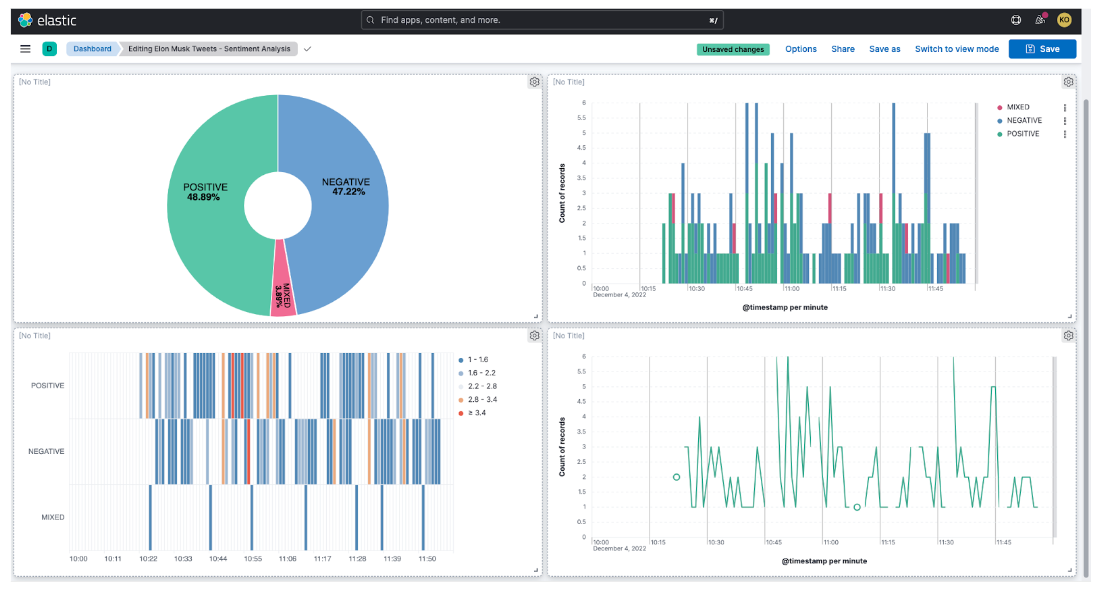 elastic
Find apps, content, and more.
⌘/
KO
D
Dashboard
Editing Elon Musk Tweets - Sentiment Analysis
Unsaved changes
Options
Share
Save as
Switch to view mode
Save
[No Title]
POSITIVE
48.89%
NEGATIVE
47.22%
MIXED
3.89%
[No Title]
Count of records
6
5.5
5
4.5
4
3.5
3
2.5
2
1.5
1
0.5
0
10:00
10:15
10:30
10:45
11:00
11:15
11:30
11:45
December 4, 2022
@timestamp per minute
MIXED
NEGATIVE
POSITIVE
[No Title]
POSITIVE
NEGATIVE
MIXED
10:00
10:11
10:22
10:33
10:44
10:55
11:06
11:17
11:28
11:39
11:50
1 - 1.6
1.6 - 2.2
2.2 - 2.8
2.8 - 3.4
≥ 3.4
[No Title]
Count of records
6
5.5
5
4.5
4
3.5
3
2.5
2
1.5
1
0.5
0
10:00
10:15
10:30
10:45
11:00
11:15
11:30
11:45
December 4, 2022
@timestamp per minute